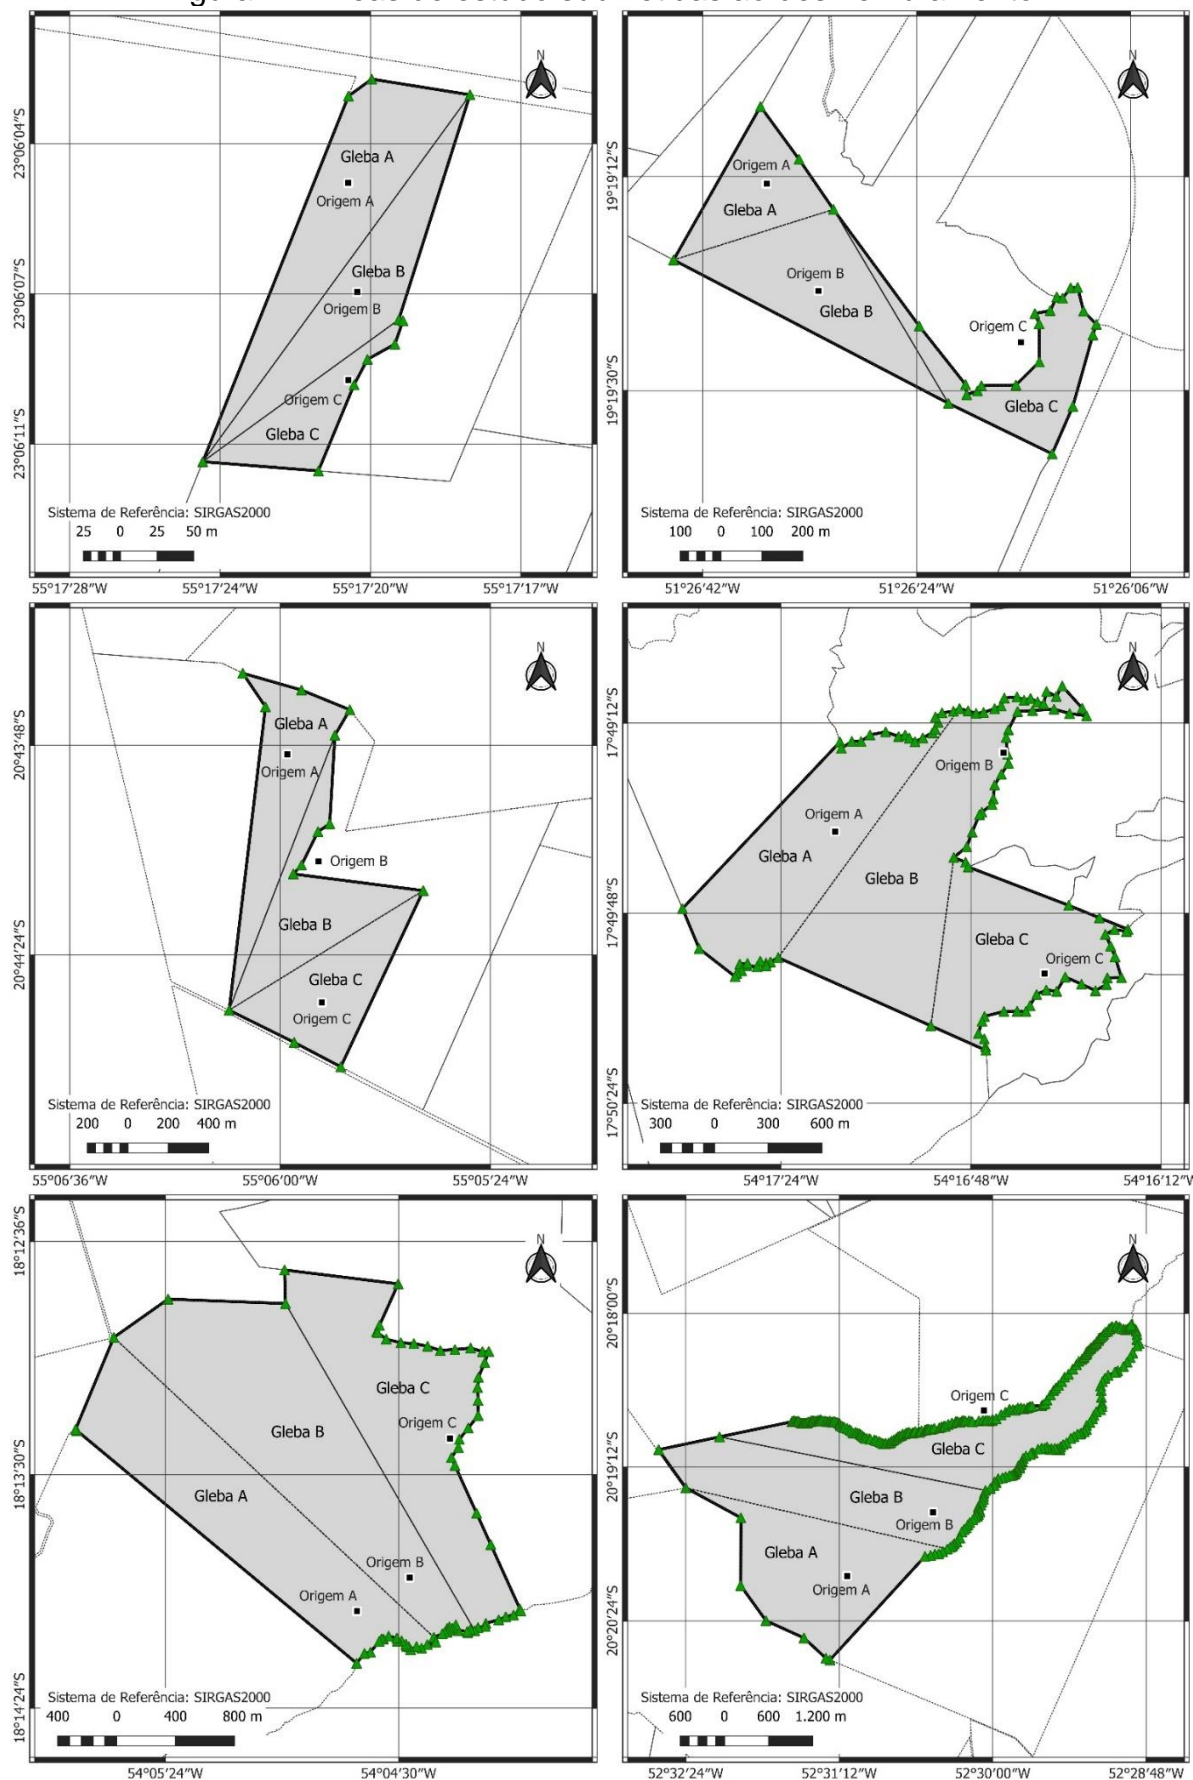 N
23°06'04"S
23°06'07"S
23°06'11"S
Gleba A
Origem A
Gleba B
Origem B
Origem C
Gleba C
Sistema de Referência: SIRGAS2000
25 0 25 50 m
55°17'28"W 55°17'24"W 55°17'20"W 55°17'17"W
N
19°19'12"S
19°19'30"S
Origem A
Gleba A
Origem B
Gleba B
Origem C
Gleba C
Sistema de Referência: SIRGAS2000
100 0 100 200 m
51°26'42"W 51°26'24"W 51°26'06"W
N
20°43'48"S
20°44'24"S
Gleba A
Origem A
Origem B
Gleba B
Gleba C
Origem C
Sistema de Referência: SIRGAS2000
200 0 200 400 m
55°06'36"W 55°06'00"W 55°05'24"W
N
17°49'12"S
17°49'48"S
17°50'24"S
Origem B
Origem A
Gleba A
Gleba B
Gleba C
Origem C
Sistema de Referência: SIRGAS2000
300 0 300 600 m
54°17'24"W 54°16'48"W 54°16'12"W
N
18°12'36"S
18°13'30"S
18°14'24"S
Gleba C
Gleba B
Origem C
Gleba A
Origem B
Origem A
Sistema de Referência: SIRGAS2000
400 0 400 800 m
54°05'24"W 54°04'30"W
N
20°18'00"S
20°19'12"S
20°20'24"S
Origem C
Gleba C
Gleba B
Origem B
Gleba A
Origem A
Sistema de Referência: SIRGAS2000
600 0 600 1.200 m
52°32'24"W 52°31'12"W 52°30'00"W 52°28'48"W